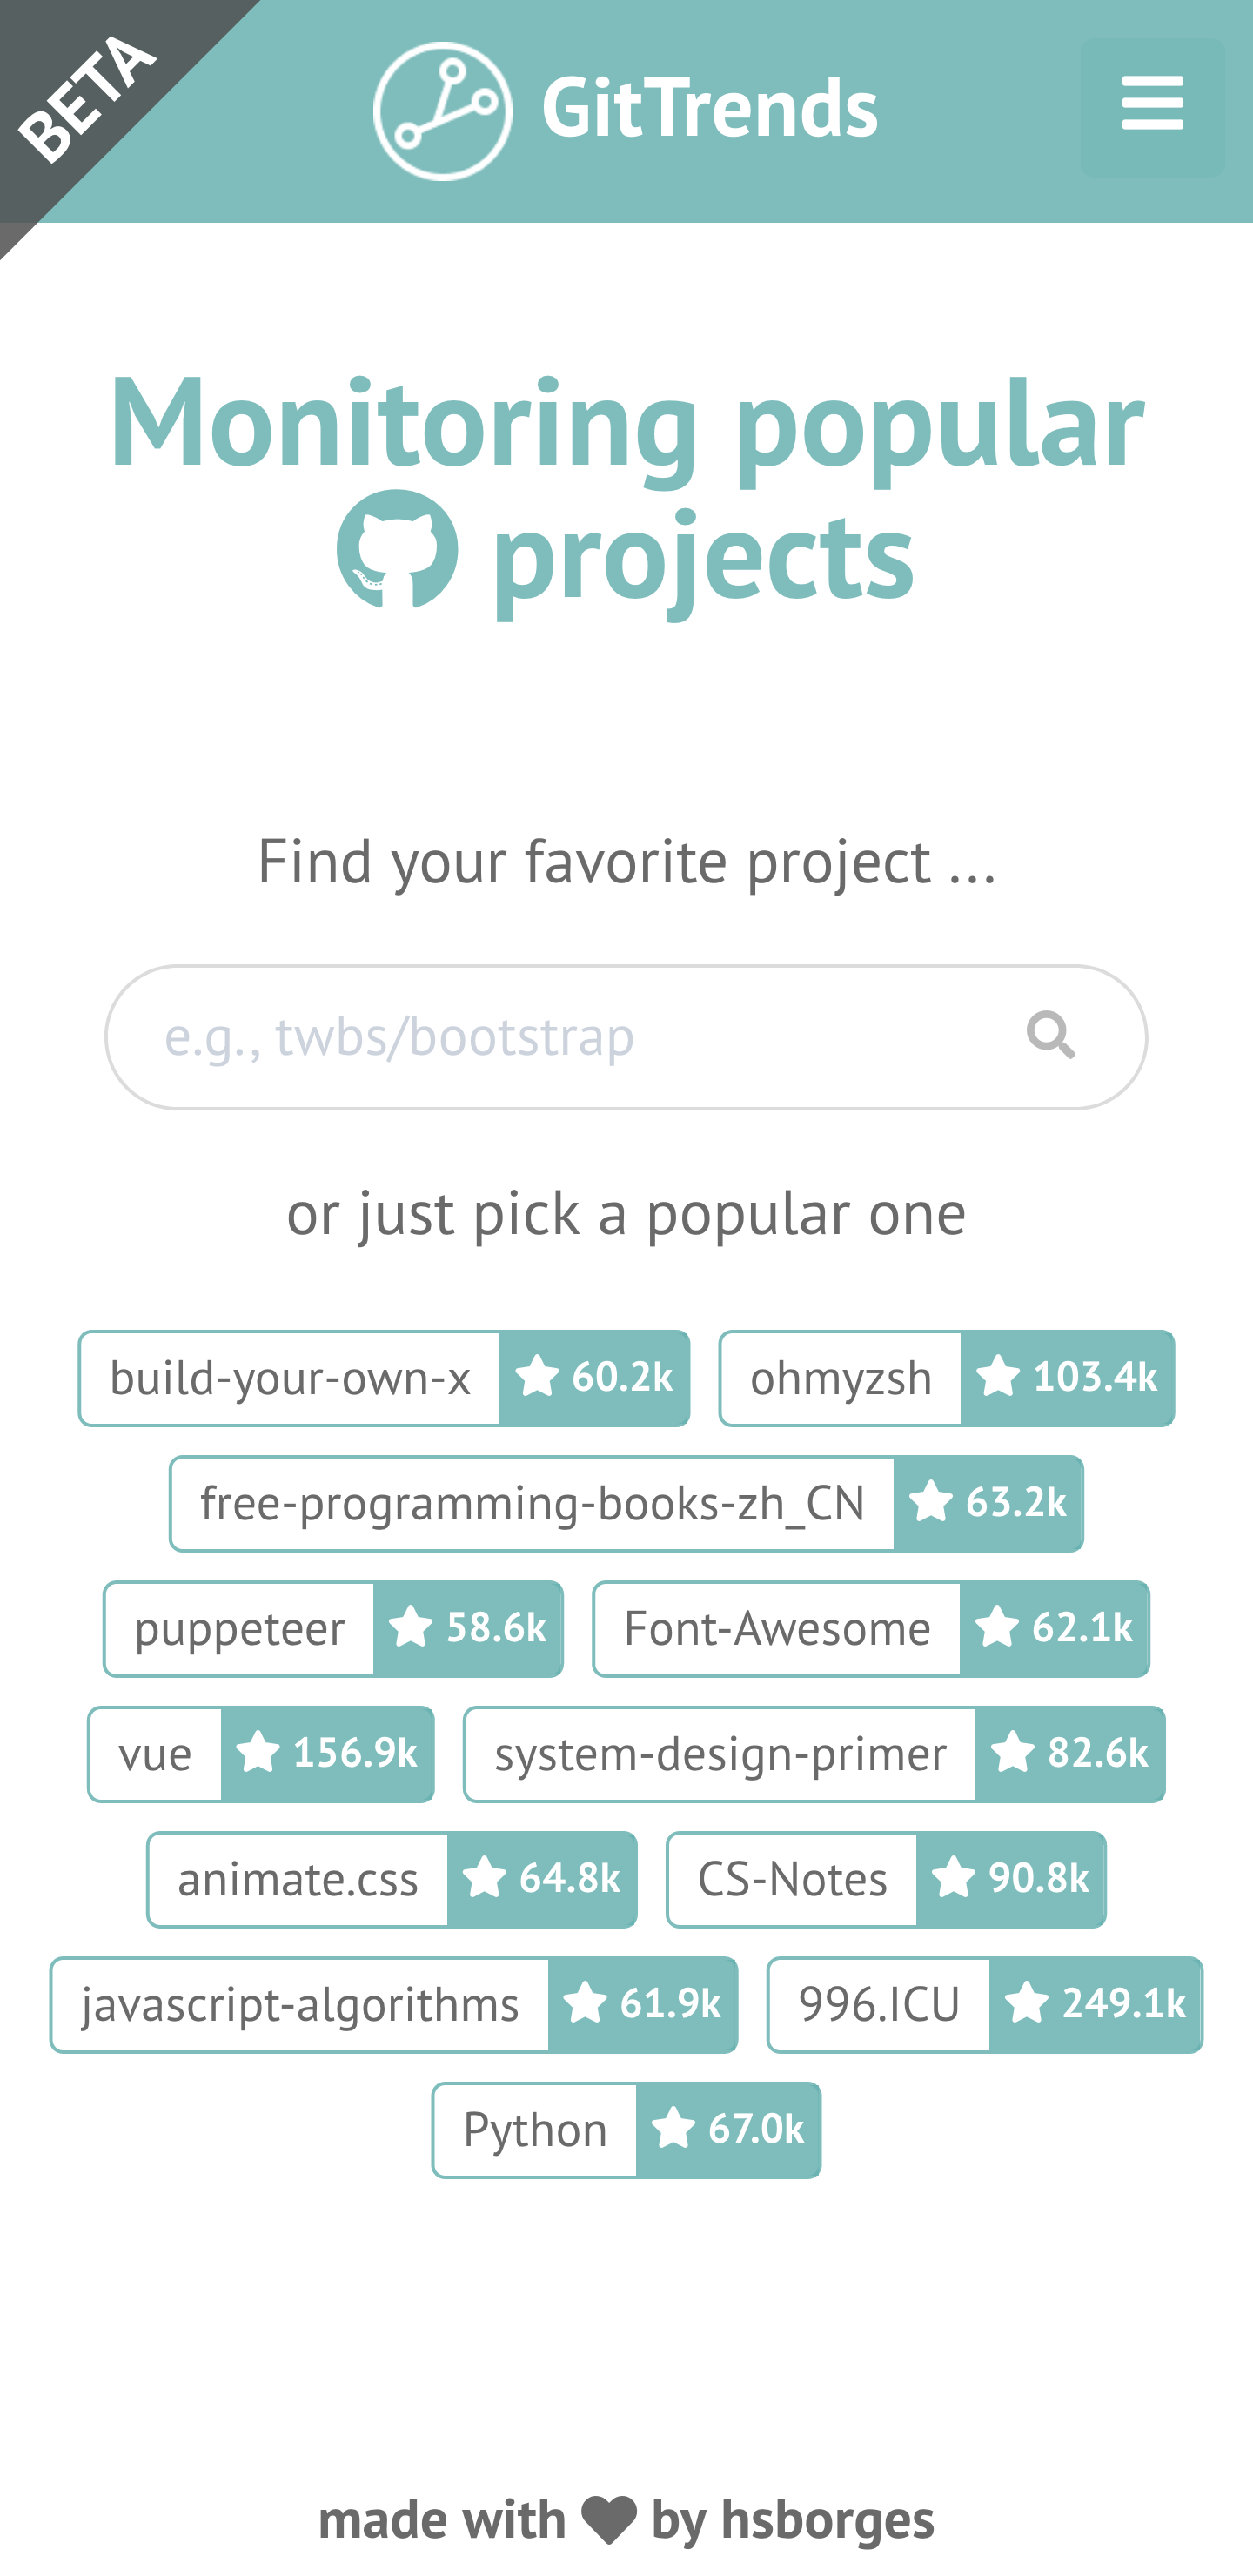 BETA
GitTrends
Monitoring popular
projects
Find your favorite project ...
e.g., twbs/bootstrap
or just pick a popular one
build-your-own-x 60.2k ohmyzsh 103.4k
free-programming-books-zh_CN 63.2k
puppeteer 58.6k Font-Awesome 62.1k
vue 156.9k system-design-primer 82.6k
animate.css 64.8k CS-Notes 90.8k
javascript-algorithms 61.9k 996.ICU 249.1k
Python 67.0k
made with by hsborges